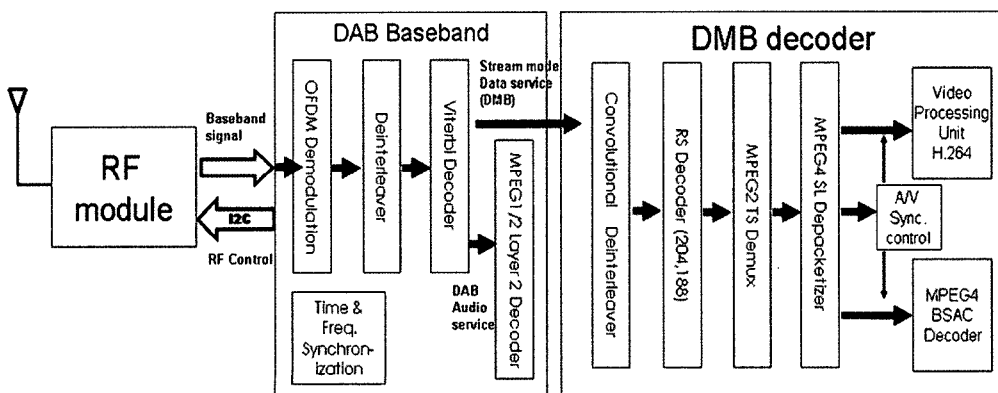 DAB Baseband
DMB decoder
RF
module
Baseband
signal
I2C
RF Control
OFDM Demodulation
Deinterleaver
Viterbi Decoder
Stream mode
Data service
(DMB)
MPEG1/2 Layer 2 Decoder
DAB
Audio
service
Time &
Freq.
Synchron-
ization
Convolutional Deinterleaver
RS Decoder (204,188)
MPEG2 TS Demux
MPEG4 SL Depacketizer
Video
Processing
Unit
H.264
A/V
Sync.
control
MPEG4
BSAC
Decoder